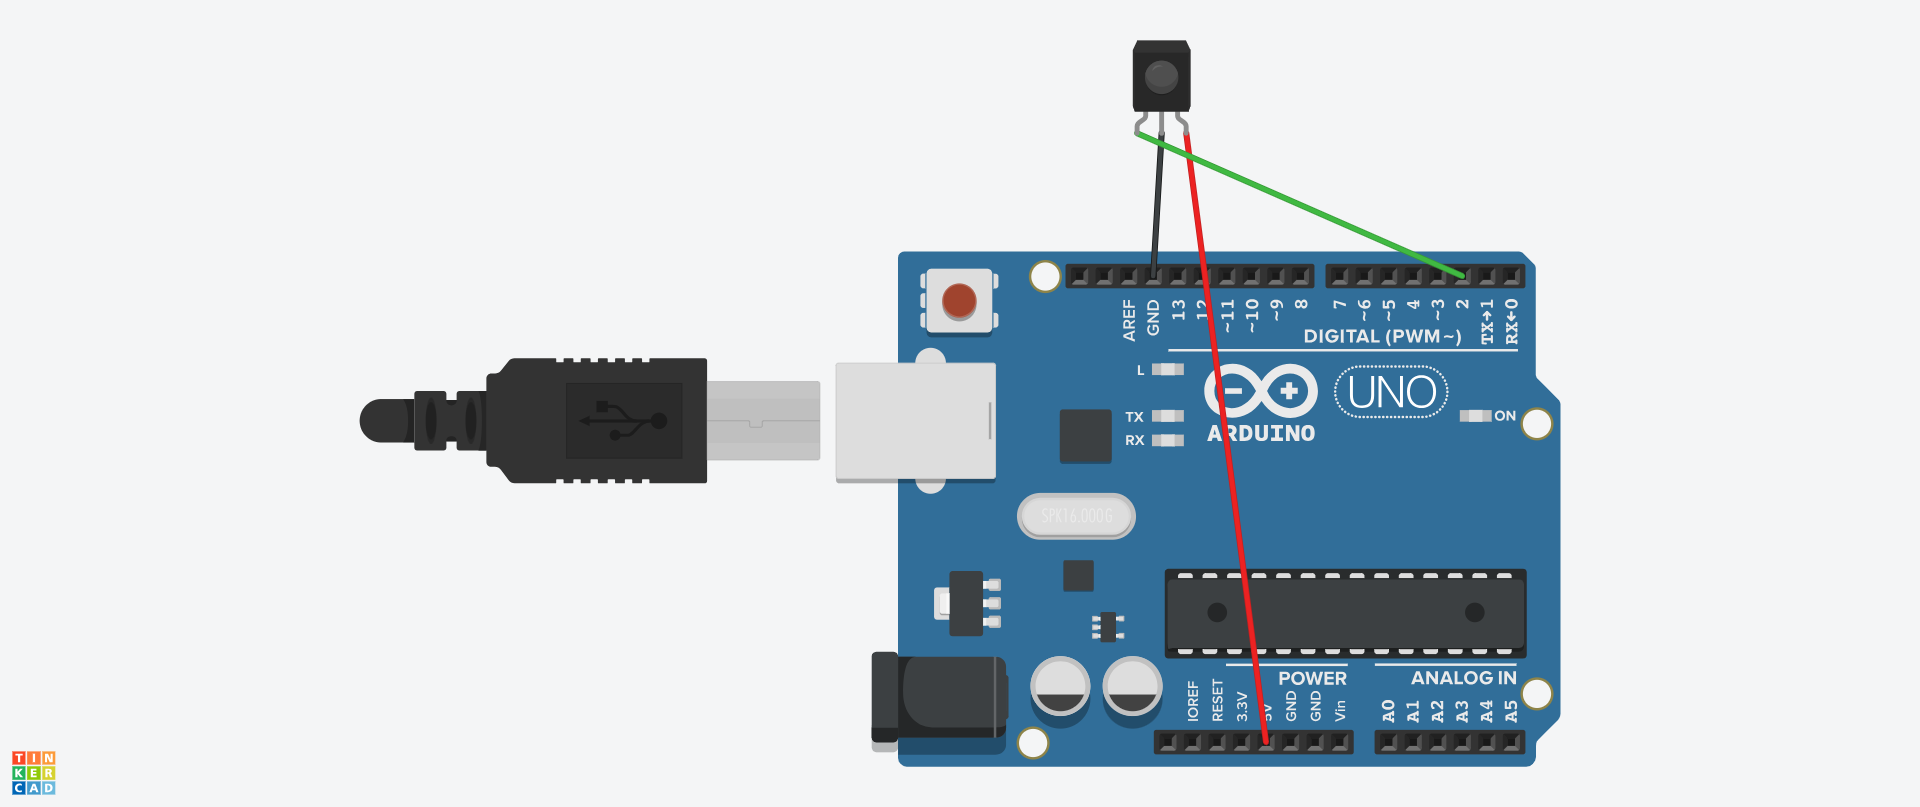 AREF
GND
13
12
~11
~10
~9
8
7
~6
~5
4
~3
2
TX→1
RX←0
DIGITAL (PWM~)
L
TX
RX
ARDUINO
UNO
ON
SPK16.000G
POWER
ANALOG IN
IOREF
RESET
3.3V
5V
GND
GND
Vin
A0
A1
A2
A3
A4
A5
TIN
KER
CAD